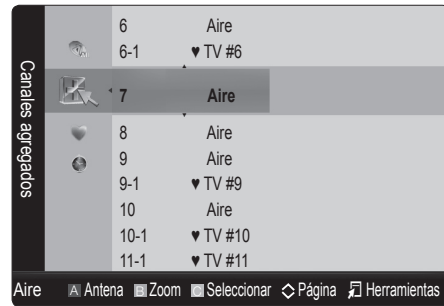 Canales agregados
6 Aire
6-1 ♥ TV #6
7 Aire
8 Aire
9 Aire
9-1 ♥ TV #9
10 Aire
10-1 ♥ TV #10
11-1 ♥ TV #11
Aire A Antena B Zoom C Seleccionar Página Herramientas